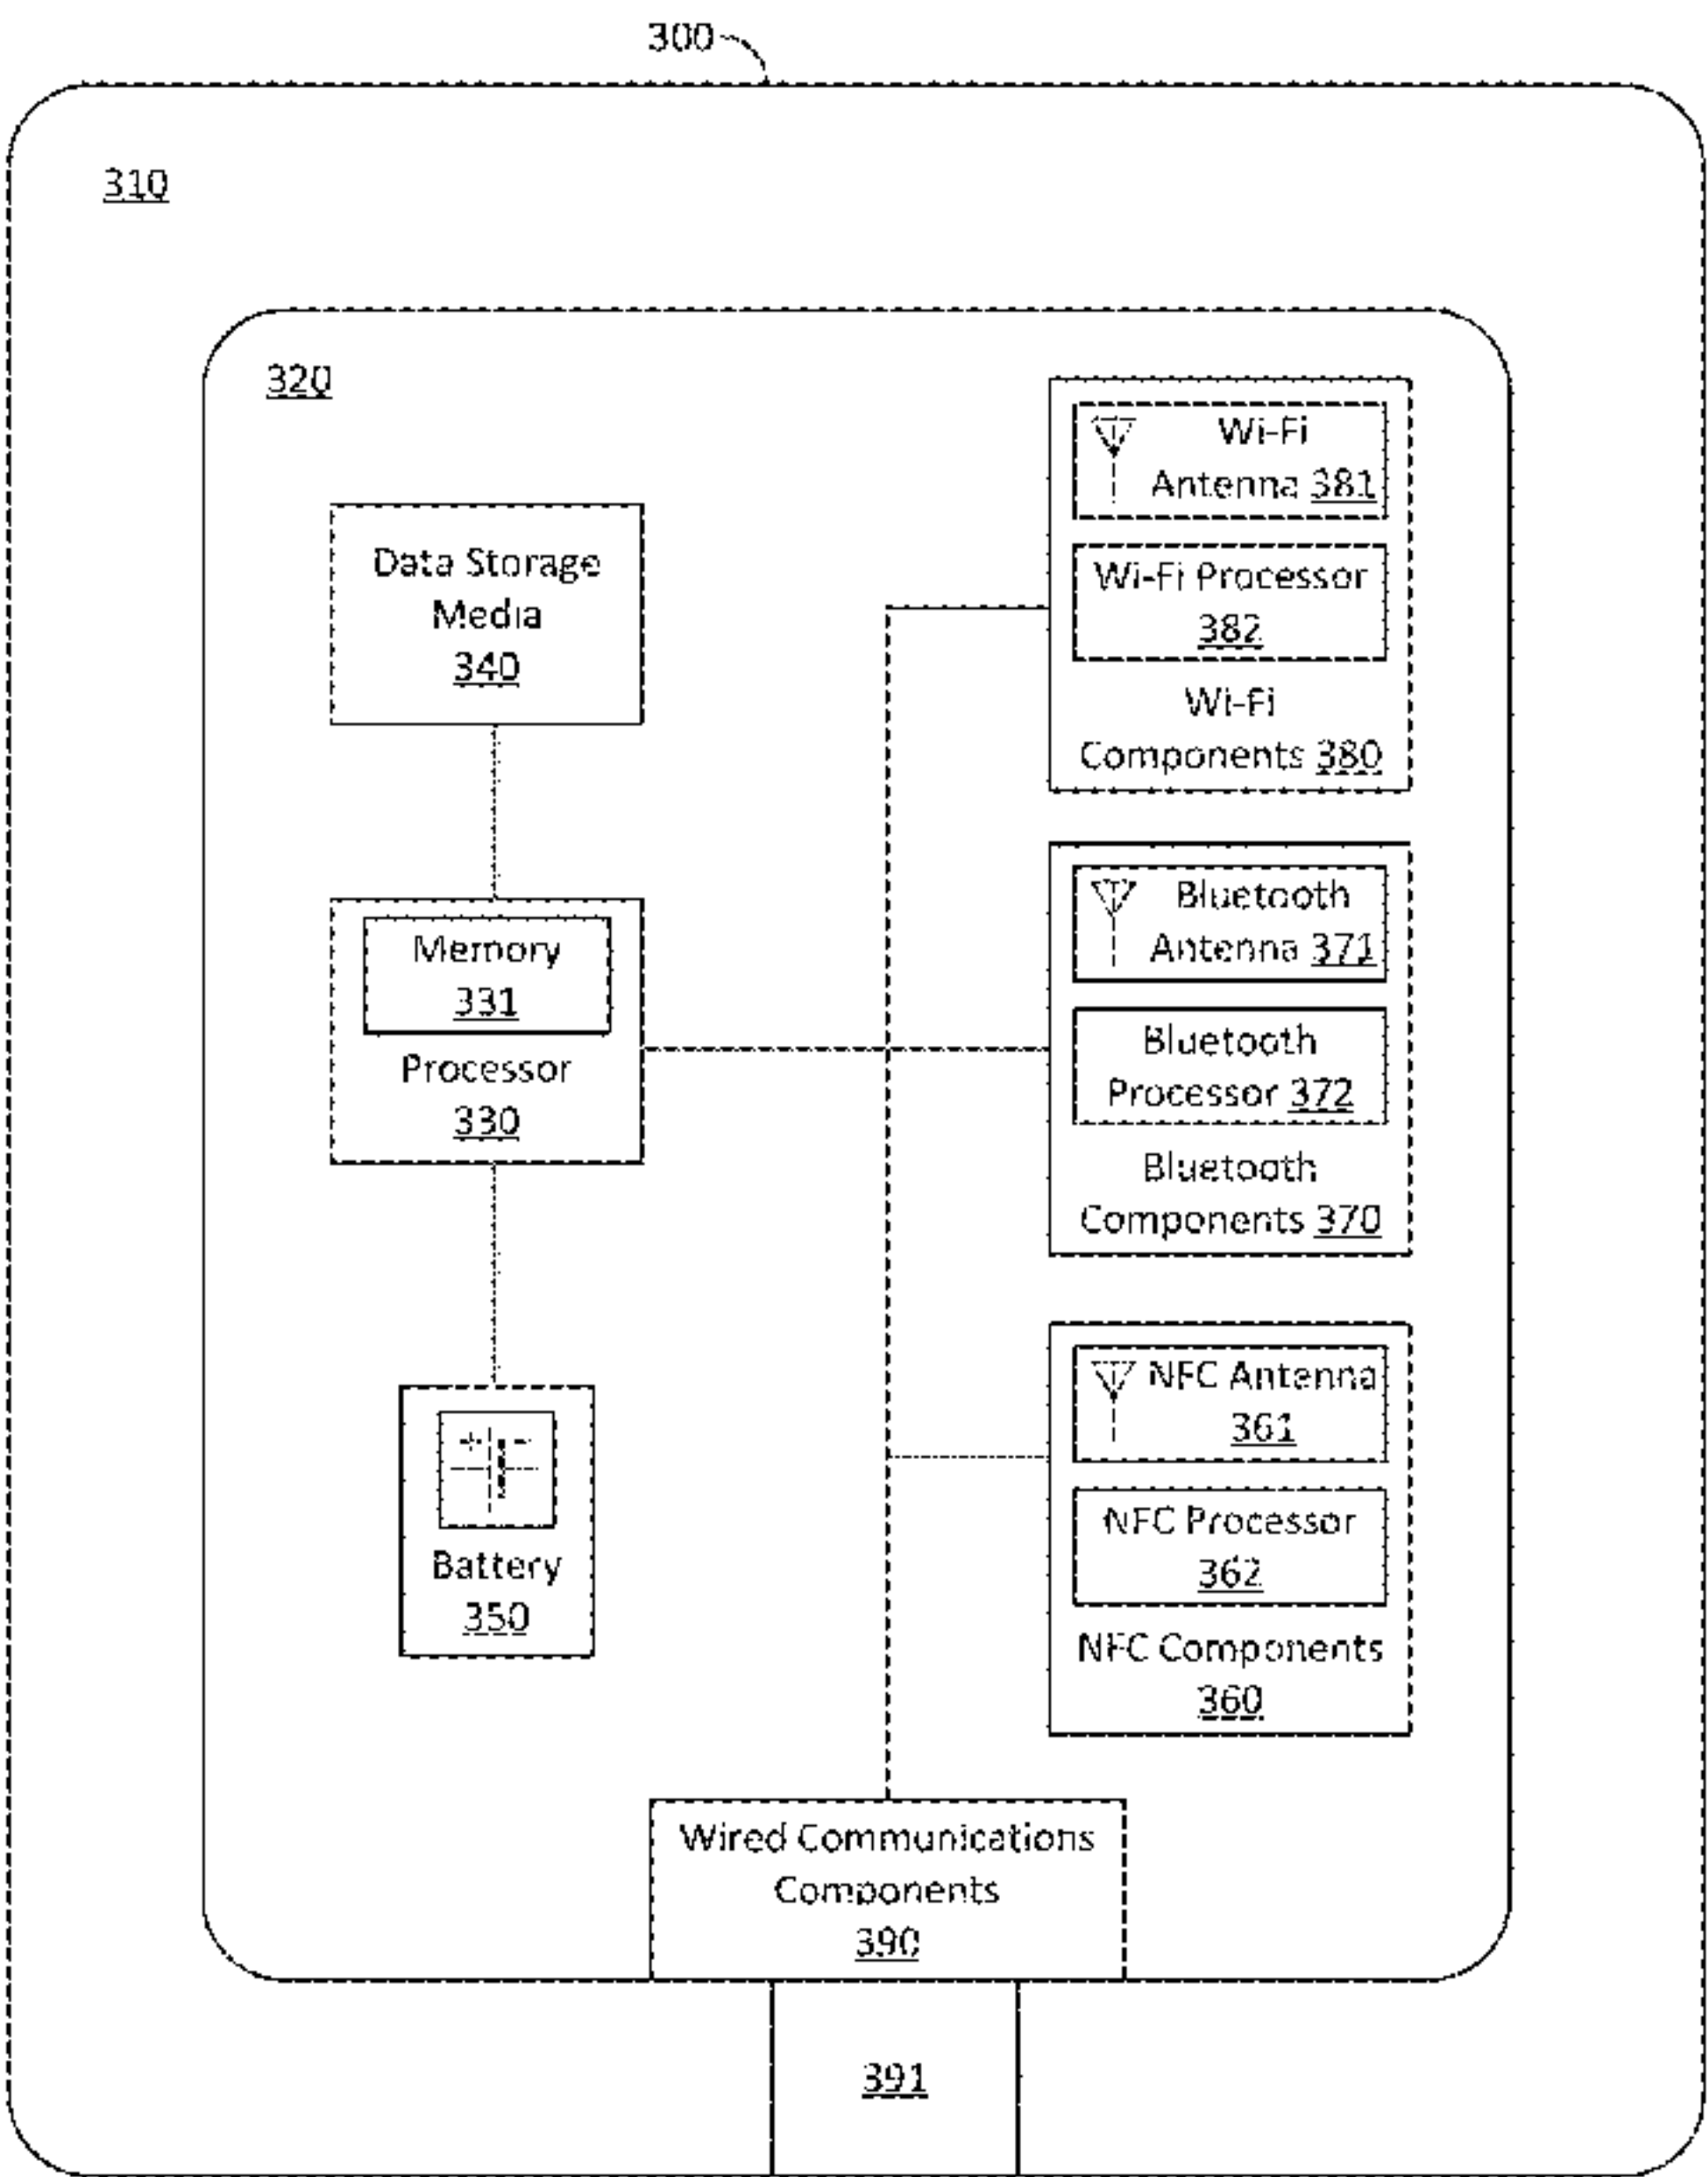 300
310
320
Data Storage
Media
340
Memory
331
Processor
330
Battery
350
Wi-Fi
Antenna 381
Wi-Fi Processor
382
Wi-Fi
Components 380
Bluetooth
Antenna 371
Bluetooth
Processor 372
Bluetooth
Components 370
NFC Antenna
361
NFC Processor
362
NFC Components
360
Wired Communications
Components
390
391